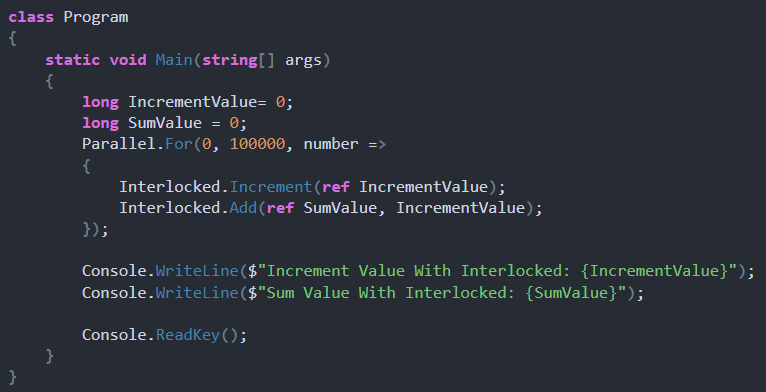 class Program
{
    static void Main(string[] args)
    {
        long IncrementValue= 0;
        long SumValue = 0;
        Parallel.For(0, 100000, number =>
        {
            Interlocked.Increment(ref IncrementValue);
            Interlocked.Add(ref SumValue, IncrementValue);
        });

        Console.WriteLine($"Increment Value With Interlocked: {IncrementValue}");
        Console.WriteLine($"Sum Value With Interlocked: {SumValue}");

        Console.ReadKey();
    }
}